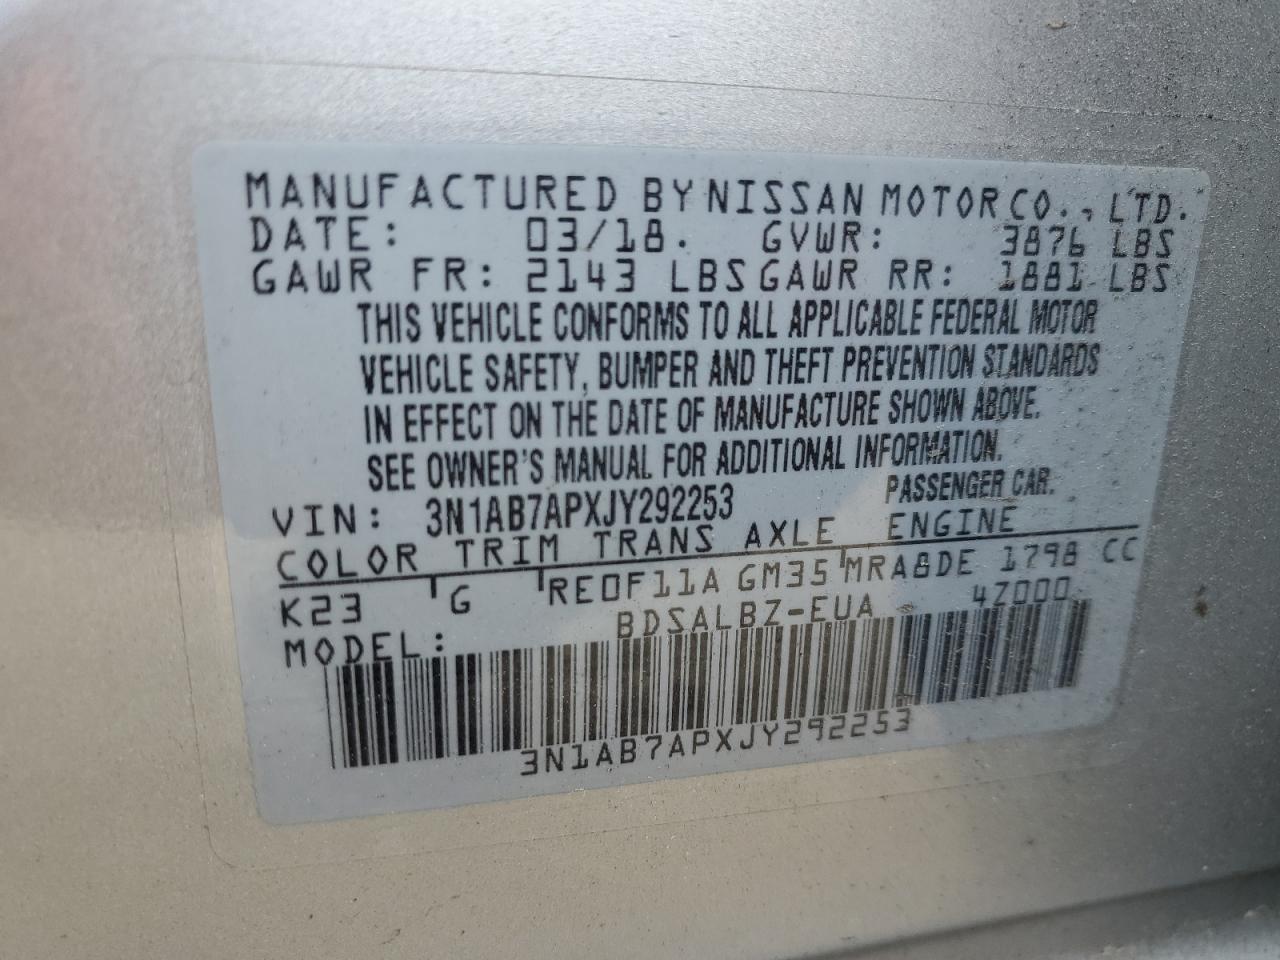 MANUFACTURED BY NISSAN MOTOR CO., LTD.
DATE: 03/18. GVWR: 3876 LBS
GAWR FR: 2143 LBS GAWR RR: 1881 LBS
THIS VEHICLE CONFORMS TO ALL APPLICABLE FEDERAL MOTOR
VEHICLE SAFETY, BUMPER AND THEFT PREVENTION STANDARDS
IN EFFECT ON THE DATE OF MANUFACTURE SHOWN ABOVE.
SEE OWNER'S MANUAL FOR ADDITIONAL INFORMATION.
VIN: 3N1AB7APXJY292253 PASSENGER CAR.
COLOR TRIM TRANS AXLE ENGINE
K23 G RE0F11A GM35 MRA8DE 1798 CC
MODEL: BDSALBZ-EUA 4Z000
3N1AB7APXJY292253